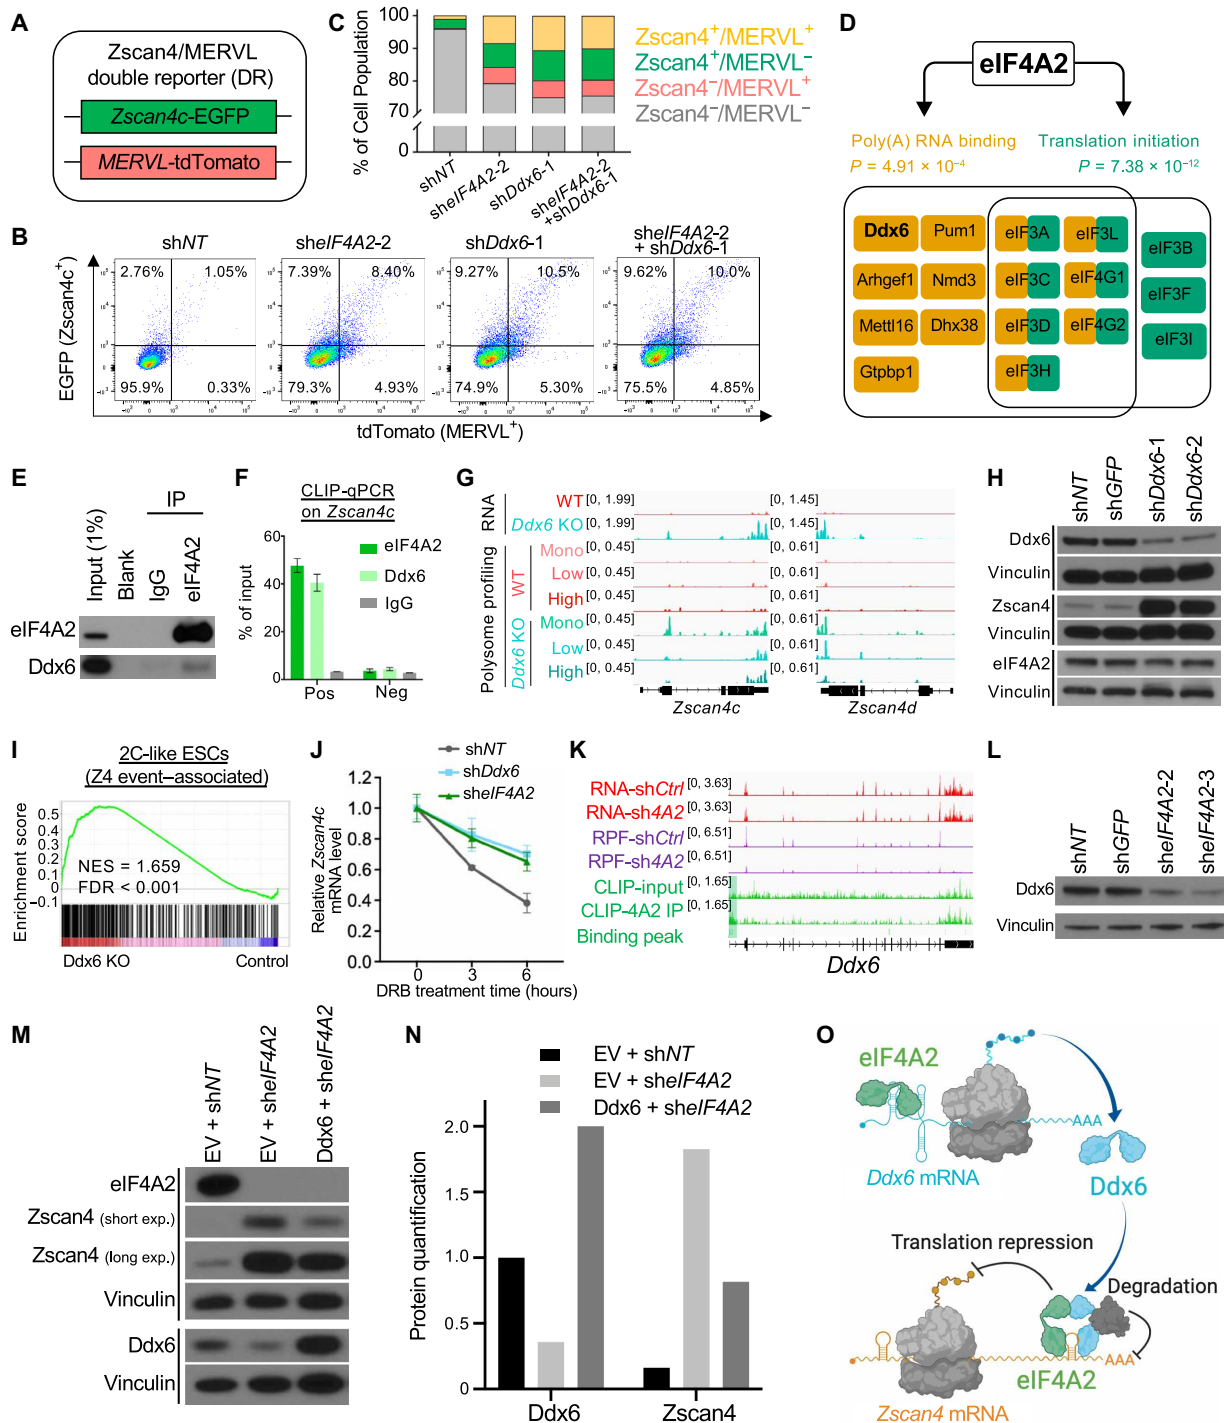 A
Zscan4/MERVL
double reporter (DR)
Zscan4c-EGFP
MERVL-tdTomato
B
shNT
sheIF4A2-2
shDdx6-1
sheIF4A2-2
+ shDdx6-1
2.76%
1.05%
95.9%
0.33%
7.39%
8.40%
79.3%
4.93%
9.27%
10.5%
74.9%
5.30%
9.62%
10.0%
75.5%
4.85%
EGFP (Zscan4c⁺)
tdTomato (MERVL⁺)
C
% of Cell Population
100
90
80
70
0
shNT
sheIF4A2-2
shDdx6-1
sheIF4A2-2
+shDdx6-1
Zscan4⁺/MERVL⁺
Zscan4⁺/MERVL⁻
Zscan4⁻/MERVL⁺
Zscan4⁻/MERVL⁻
D
eIF4A2
Poly(A) RNA binding
P = 4.91 × 10⁻⁴
Translation initiation
P = 7.38 × 10⁻¹²
Ddx6
Pum1
Arhgef1
Nmd3
Mettl16
Dhx38
Gtpbp1
eIF3A
eIF3L
eIF3C
eIF4G1
eIF3D
eIF4G2
eIF3H
eIF3B
eIF3F
eIF3I
E
IP
Input (1%)
Blank
IgG
eIF4A2
eIF4A2
Ddx6
F
CLIP-qPCR
on Zscan4c
% of input
60
40
20
0
eIF4A2
Ddx6
IgG
Pos
Neg
G
RNA
WT
Ddx6 KO
Polysome profiling
WT
Mono
Low
High
Ddx6 KO
Mono
Low
High
[0, 1.99]
[0, 1.99]
[0, 0.45]
[0, 0.45]
[0, 0.45]
[0, 0.45]
[0, 0.45]
[0, 0.45]
[0, 1.45]
[0, 1.45]
[0, 0.61]
[0, 0.61]
[0, 0.61]
[0, 0.61]
[0, 0.61]
[0, 0.61]
Zscan4c
Zscan4d
H
shNT
shGFP
shDdx6-1
shDdx6-2
Ddx6
Vinculin
Zscan4
Vinculin
eIF4A2
Vinculin
I
2C-like ESCs
(Z4 event–associated)
Enrichment score
0.5
0.4
0.3
0.2
0.1
0
−0.1
NES = 1.659
FDR < 0.001
Ddx6 KO
Control
J
shNT
shDdx6
sheIF4A2
Relative Zscan4c
mRNA level
1.2
1.0
0.8
0.6
0.4
0.2
0.0
0
3
6
DRB treatment time (hours)
K
RNA-shCtrl
[0, 3.63]
RNA-sh4A2
[0, 3.63]
RPF-shCtrl
[0, 6.51]
RPF-sh4A2
[0, 6.51]
CLIP-input
[0, 1.65]
CLIP-4A2 IP
[0, 1.65]
Binding peak
Ddx6
L
shNT
shGFP
sheIF4A2-2
sheIF4A2-3
Ddx6
Vinculin
M
EV + shNT
EV + sheIF4A2
Ddx6 + sheIF4A2
eIF4A2
Zscan4 (short exp.)
Zscan4 (long exp.)
Vinculin
Ddx6
Vinculin
N
EV + shNT
EV + sheIF4A2
Ddx6 + sheIF4A2
Protein quantification
2.0
1.5
1.0
0.5
0
Ddx6
Zscan4
O
eIF4A2
AAA
Ddx6 mRNA
Ddx6
Translation repression
Degradation
AAA
eIF4A2
Zscan4 mRNA